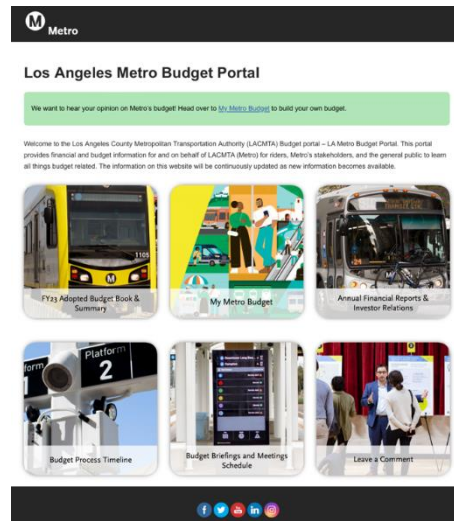 M Metro
Los Angeles Metro Budget Portal
We want to hear your opinion on Metro's budget! Head over to My Metro Budget to build your own budget.
Welcome to the Los Angeles County Metropolitan Transportation Authority (LACMTA) Budget portal – LA Metro Budget Portal. This portal
provides financial and budget information for and on behalf of LACMTA (Metro) for riders, Metro's stakeholders, and the general public to learn
all things budget related. The information on this website will be continuously updated as new information becomes available.
1105
M
FY23 Adopted Budget Book &
Summary
My Metro Budget
Annual Financial Reports &
Investor Relations
Platform
2
Budget Process Timeline
Budget Briefings and Meetings
Schedule
Leave a Comment